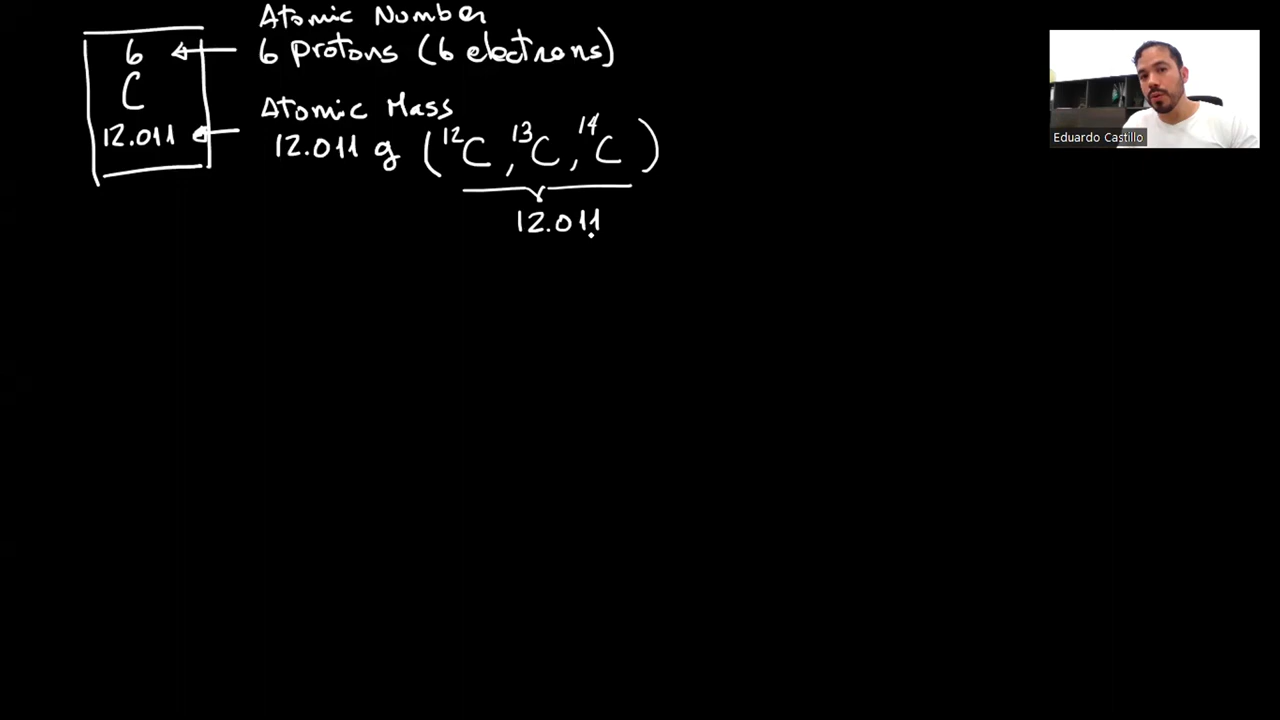 Atomic Number
6
6 protons (6 electrons)
C
Atomic Mass
12.011
12.011 g (¹²C, ¹³C, ¹⁴C)
12.011
Eduardo Castillo